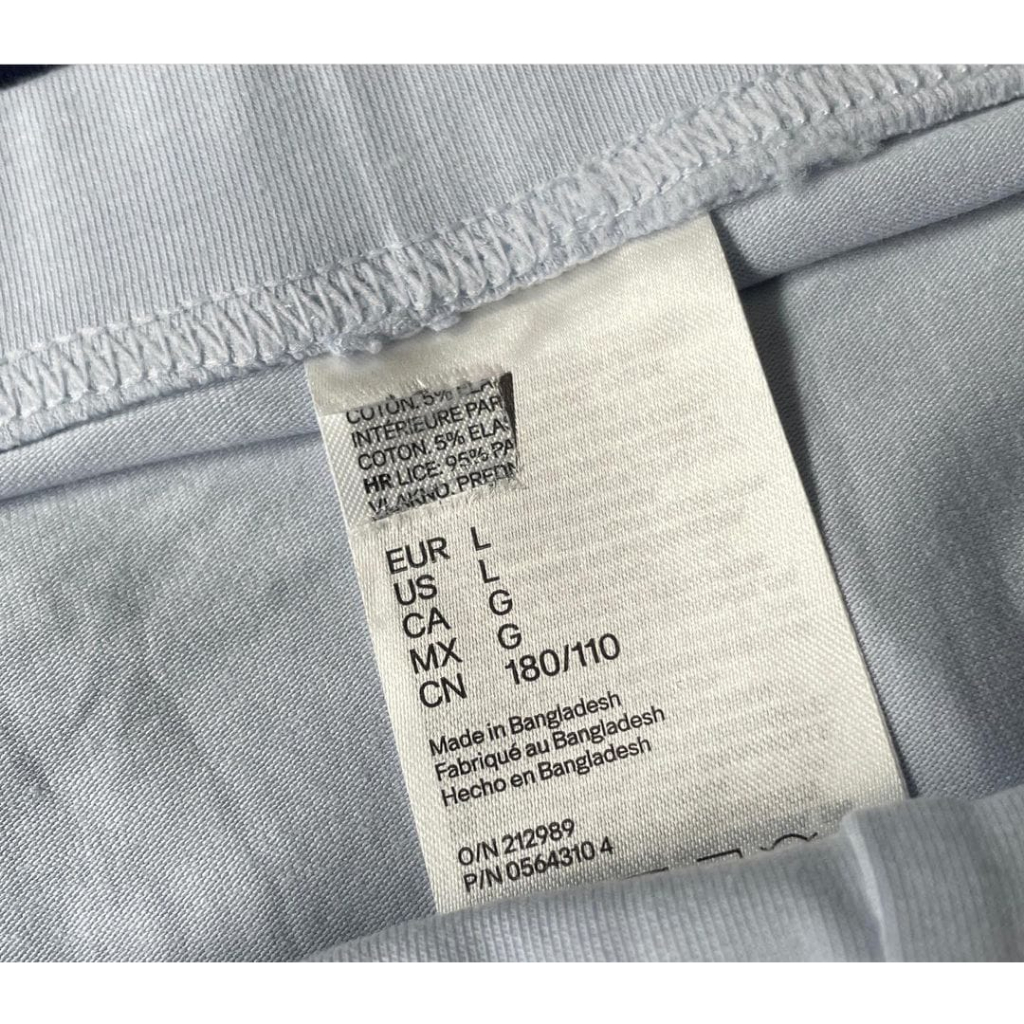 COTON. 5%
INTÉRIEURE PAR
COTON. 5% ELAS
HR LICE: 95% PA
VLAKNO. PREDN
EUR L
US L
CA G
MX G
CN 180/110
Made in Bangladesh
Fabriqué au Bangladesh
Hecho en Bangladesh
O/N 212989
P/N 0564310 4